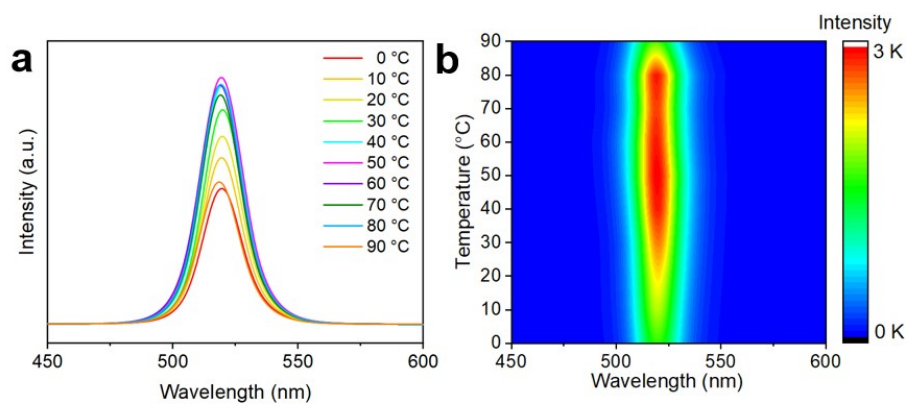 a
Intensity (a.u.)
0 °C
10 °C
20 °C
30 °C
40 °C
50 °C
60 °C
70 °C
80 °C
90 °C
450
500
550
600
Wavelength (nm)
b
Temperature (°C)
90
80
70
60
50
40
30
20
10
0
450
500
550
600
Wavelength (nm)
Intensity
3 K
0 K